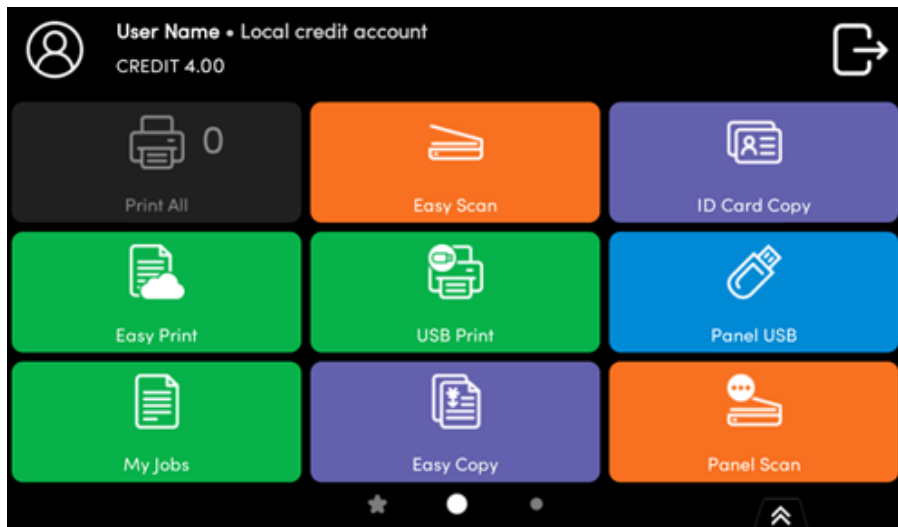 User Name • Local credit account
CREDIT 4.00
0
Print All
Easy Scan
ID Card Copy
Easy Print
USB Print
Panel USB
My Jobs
Easy Copy
Panel Scan